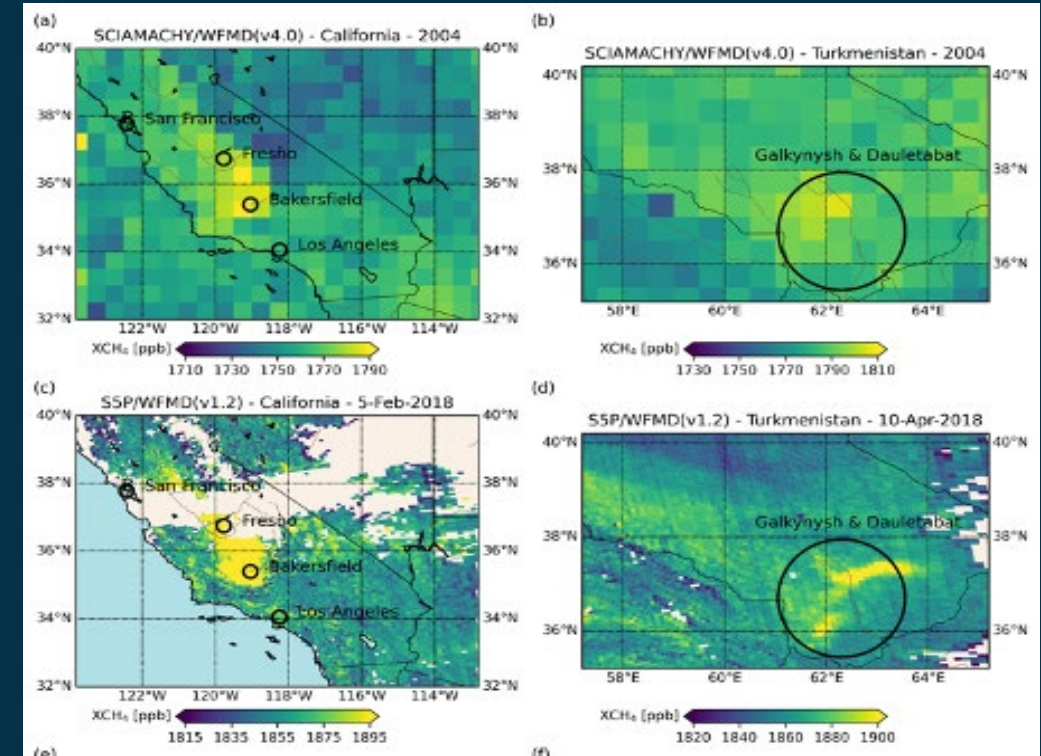 (a)
SCIAMACHY/WFMD(v4.0) - California - 2004
40°N
40°N
38°N
38°N
San Francisco
Fresno
36°N
36°N
Bakersfield
34°N
34°N
Los Angeles
32°N
32°N
122°W 120°W 118°W 116°W 114°W
XCH₄ [ppb]
1710 1730 1750 1770 1790
(b)
SCIAMACHY/WFMD(v4.0) - Turkmenistan - 2004
40°N
40°N
Galkynysh & Dauletabat
38°N
38°N
36°N
36°N
58°E 60°E 62°E 64°E
XCH₄ [ppb]
1730 1750 1770 1790 1810
(c)
S5P/WFMD(v1.2) - California - 5-Feb-2018
40°N
40°N
38°N
38°N
San Francisco
Fresno
36°N
36°N
Bakersfield
34°N
34°N
Los Angeles
32°N
32°N
122°W 120°W 118°W 116°W 114°W
XCH₄ [ppb]
1815 1835 1855 1875 1895
(d)
S5P/WFMD(v1.2) - Turkmenistan - 10-Apr-2018
40°N
40°N
Galkynysh & Dauletabat
38°N
38°N
36°N
36°N
58°E 60°E 62°E 64°E
XCH₄ [ppb]
1820 1840 1860 1880 1900
(e)
(f)